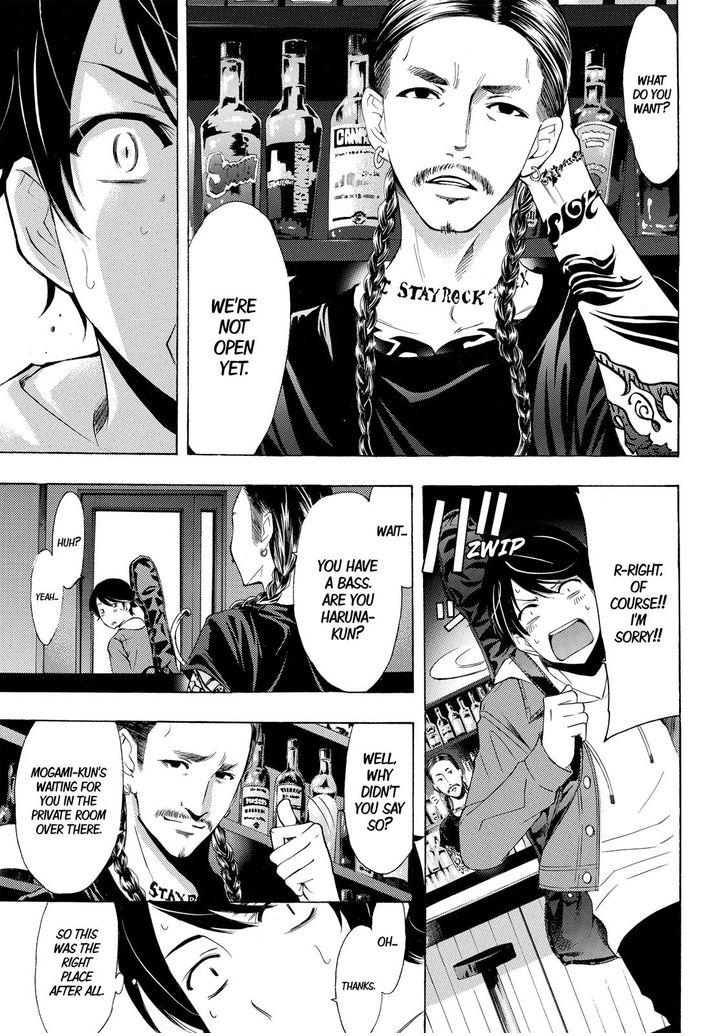 WHAT
DO YOU
WANT?
WE'RE
NOT
OPEN
YET.
STAY ROCK
ZWIP
R-RIGHT,
OF
COURSE!!
I'M
SORRY!!
WAIT...
YOU HAVE
A BASS.
ARE YOU
HARUNA-
KUN?
HUH?
YEAH...
WELL,
WHY
DIDN'T
YOU SAY
SO?
MOGAMI-KUN'S
WAITING FOR
YOU IN THE
PRIVATE ROOM
OVER THERE.
OH...
THANKS.
SO THIS
WAS THE
RIGHT
PLACE
AFTER ALL.